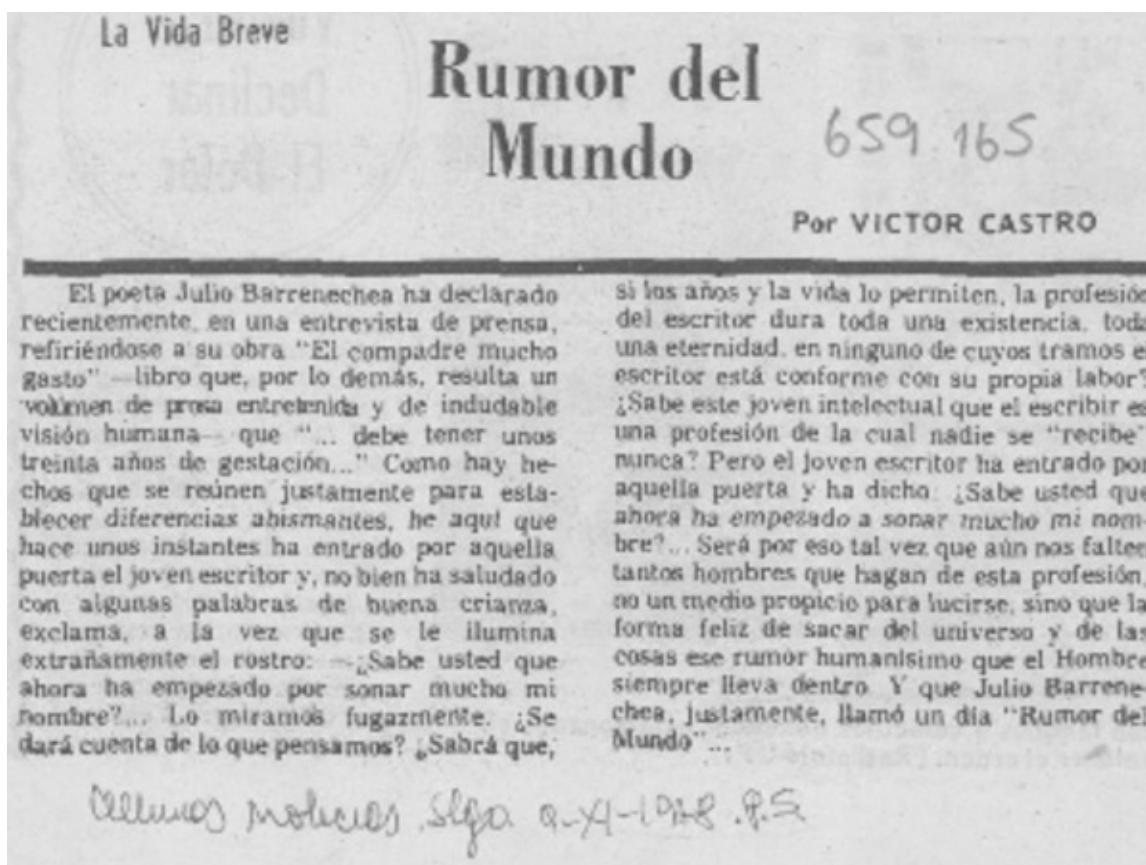 La Vida Breve
Rumor del
Mundo
659.165
Por VICTOR CASTRO
El poeta Julio Barrenechea ha declarado
recientemente, en una entrevista de prensa,
refiriéndose a su obra "El compadre mucho
gasto" —libro que, por lo demás, resulta un
volúmen de prosa entretenida y de indudable
visión humana— que "... debe tener unos
treinta años de gestación..." Como hay he-
chos que se reúnen justamente para esta-
blecer diferencias abismantes, he aquí que
hace unos instantes ha entrado por aquella
puerta el joven escritor y, no bien ha saludado
con algunas palabras de buena crianza,
exclama, a la vez que se le ilumina
extrañamente el rostro: —¿Sabe usted que
ahora ha empezado por sonar mucho mi
nombre?... Lo miramos fugazmente. ¿Se
dará cuenta de lo que pensamos? ¿Sabrá que,
si los años y la vida lo permiten, la profesión
del escritor dura toda una existencia, toda
una eternidad, en ninguno de cuyos tramos el
escritor está conforme con su propia labor?
¿Sabe este joven intelectual que el escribir es
una profesión de la cual nadie se "recibe"
nunca? Pero el joven escritor ha entrado por
aquella puerta y ha dicho: ¿Sabe usted que
ahora ha empezado a sonar mucho mi nom-
bre?... Será por eso tal vez que aún nos falten
tantos hombres que hagan de esta profesión,
no un medio propicio para lucirse, sino que la
forma feliz de sacar del universo y de las
cosas ese rumor humanísimo que el Hombre
siempre lleva dentro. Y que Julio Barrene-
chea, justamente, llamó un día "Rumor del
Mundo"...
Noticias Stgo. XI P.5